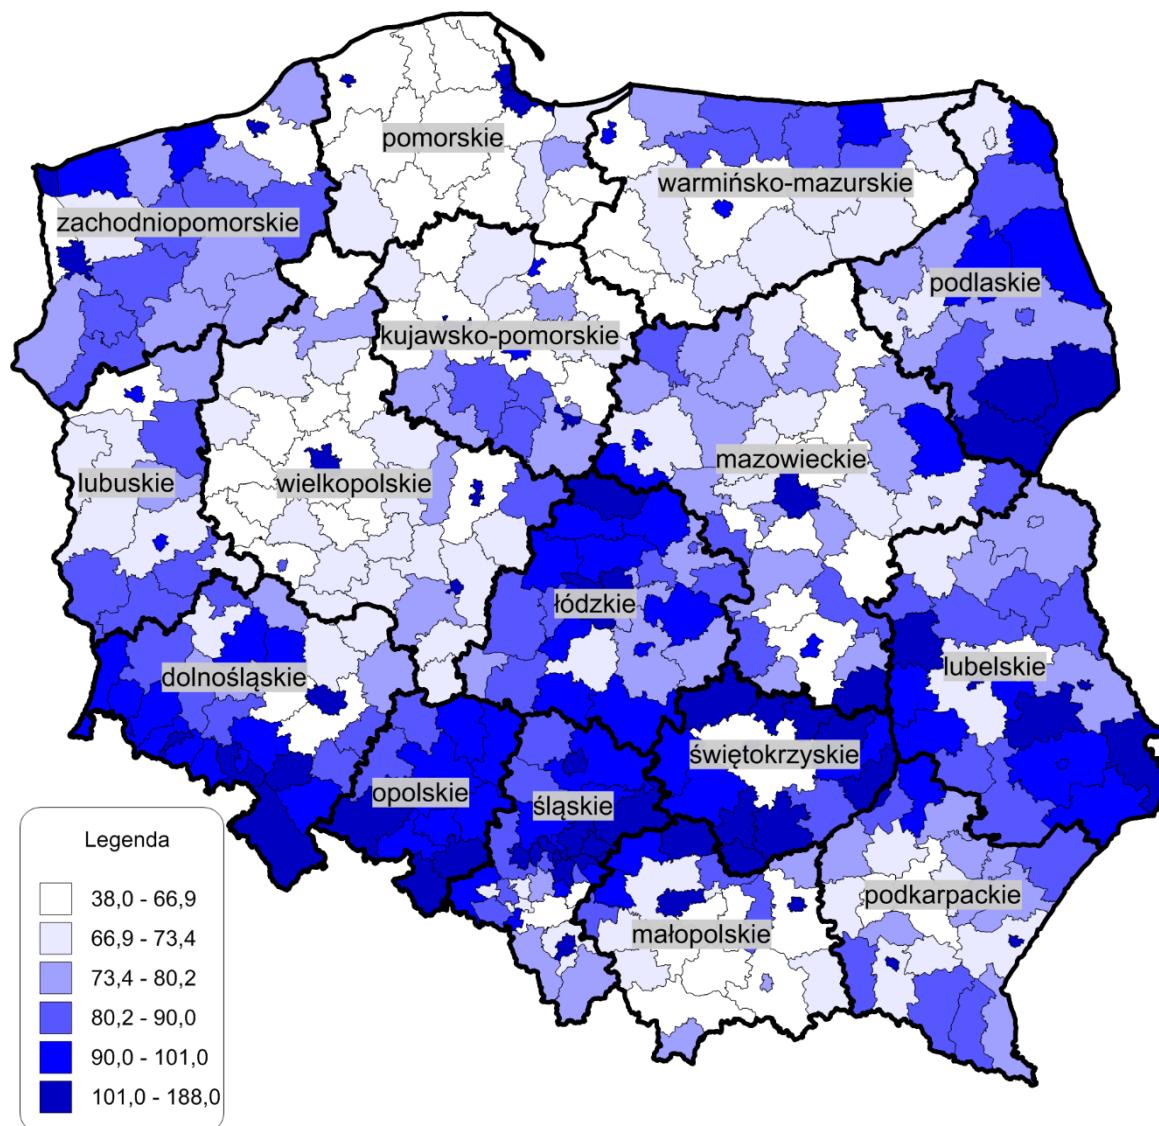 pomorskie
warmińsko-mazurskie
zachodniopomorskie
podlaskie
kujawsko-pomorskie
mazowieckie
lubuskie
wielkopolskie
łódzkie
lubelskie
dolnośląskie
świętokrzyskie
opolskie
śląskie
podkarpackie
małopolskie
Legenda
38,0 - 66,9
66,9 - 73,4
73,4 - 80,2
80,2 - 90,0
90,0 - 101,0
101,0 - 188,0